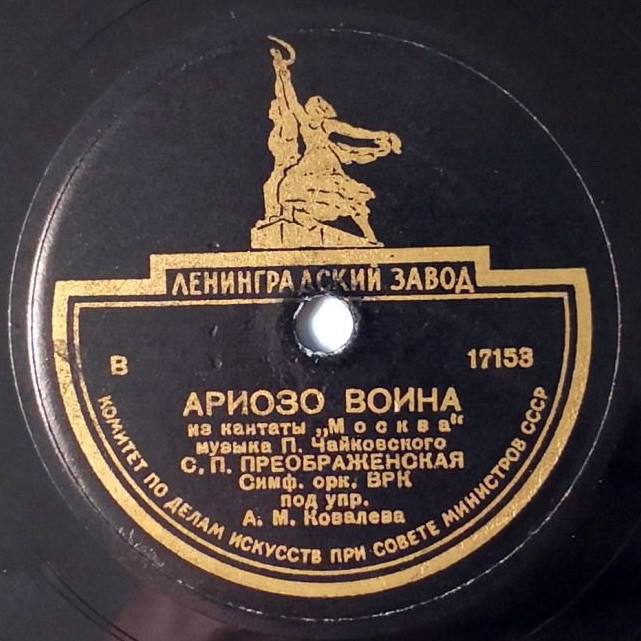 ЛЕНИНГРАДСКИЙ ЗАВОД
В 17153
АРИОЗО ВОИНА
из кантаты „Москва“
музыка П. Чайковского
С. П. ПРЕОБРАЖЕНСКАЯ
Симф. орк. ВРК
под упр.
А. М. Ковалева
КОМИТЕТ ПО ДЕЛАМ ИСКУССТВ ПРИ СОВЕТЕ МИНИСТРОВ СССР